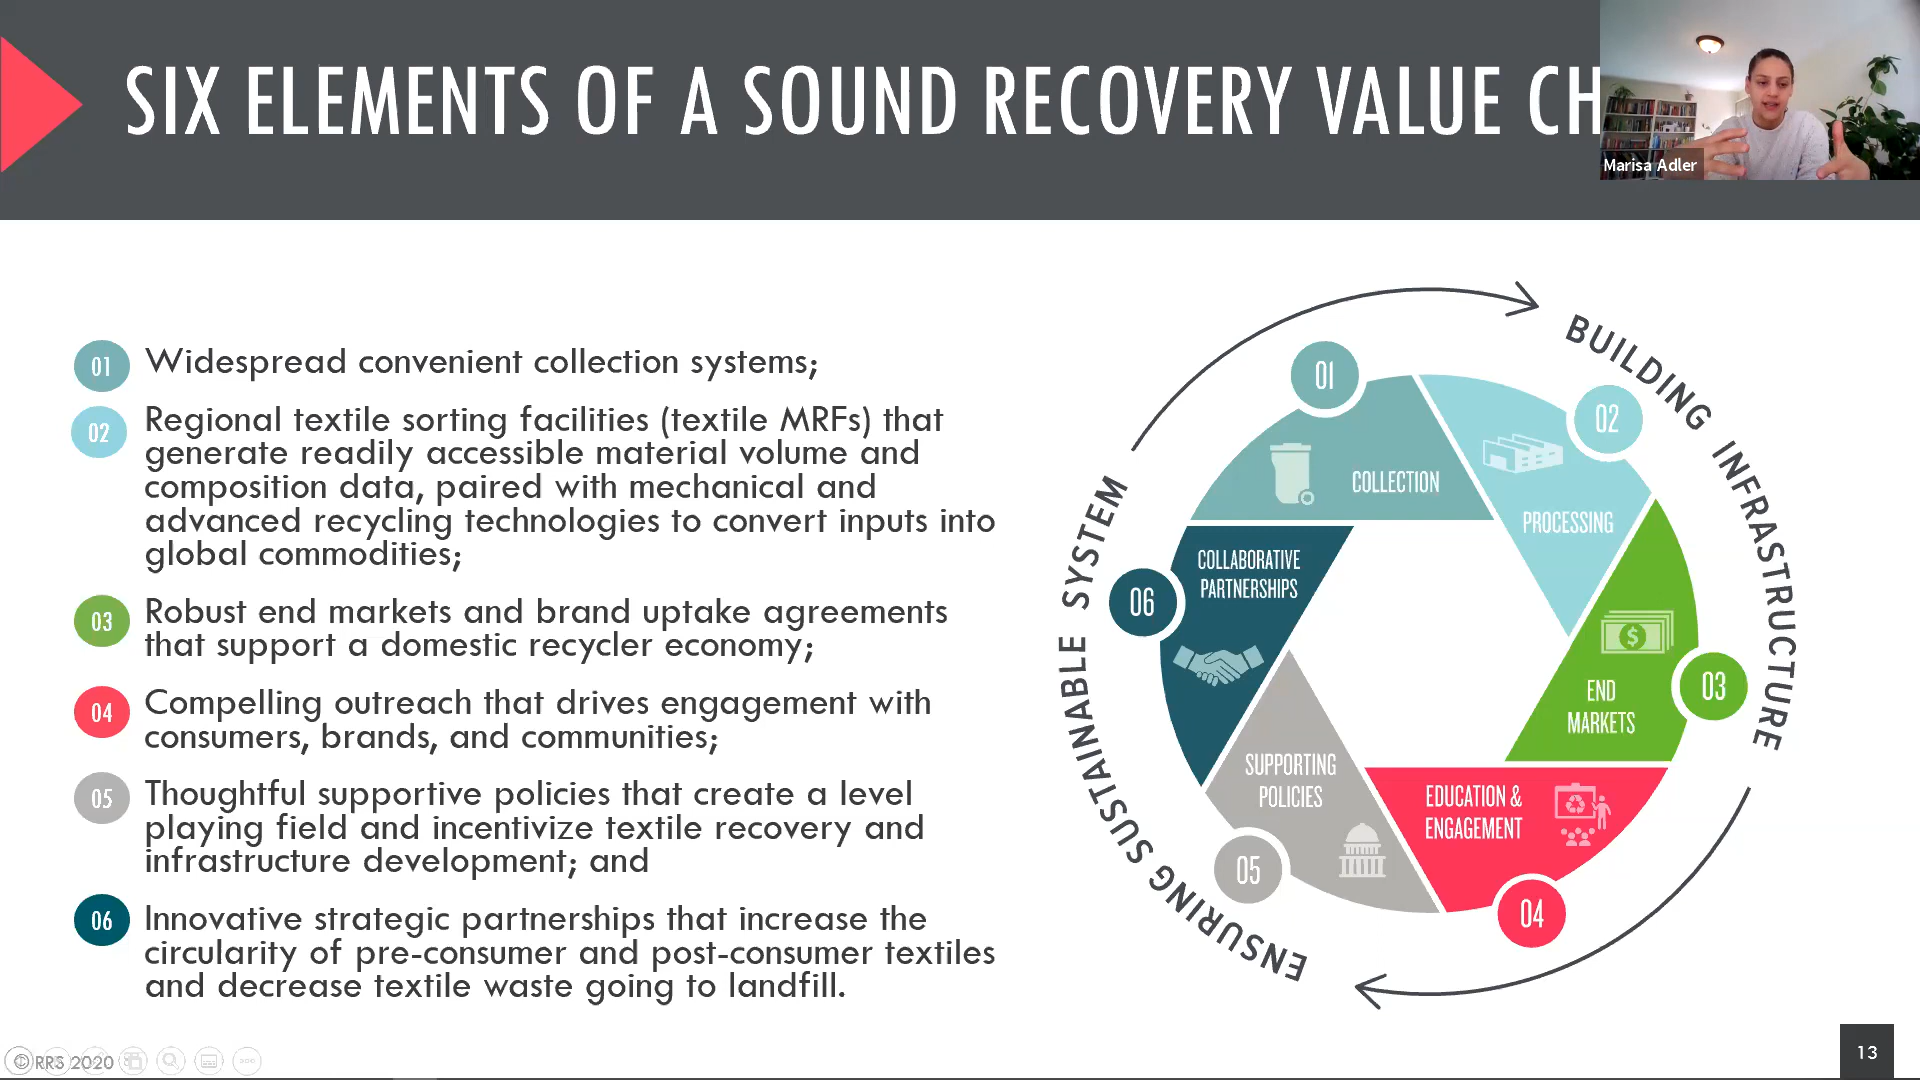 SIX ELEMENTS OF A SOUND RECOVERY VALUE CH
Marisa Adler
01 Widespread convenient collection systems;
02 Regional textile sorting facilities (textile MRFs) that
generate readily accessible material volume and
composition data, paired with mechanical and
advanced recycling technologies to convert inputs into
global commodities;
03 Robust end markets and brand uptake agreements
that support a domestic recycler economy;
04 Compelling outreach that drives engagement with
consumers, brands, and communities;
05 Thoughtful supportive policies that create a level
playing field and incentivize textile recovery and
infrastructure development; and
06 Innovative strategic partnerships that increase the
circularity of pre-consumer and post-consumer textiles
and decrease textile waste going to landfill.
BUILDING INFRASTRUCTURE
ENSURING SUSTAINABLE SYSTEM
01
COLLECTION
02
PROCESSING
03
$
END
MARKETS
04
EDUCATION &
ENGAGEMENT
05
SUPPORTING
POLICIES
06
COLLABORATIVE
PARTNERSHIPS
© RRS 2020
13